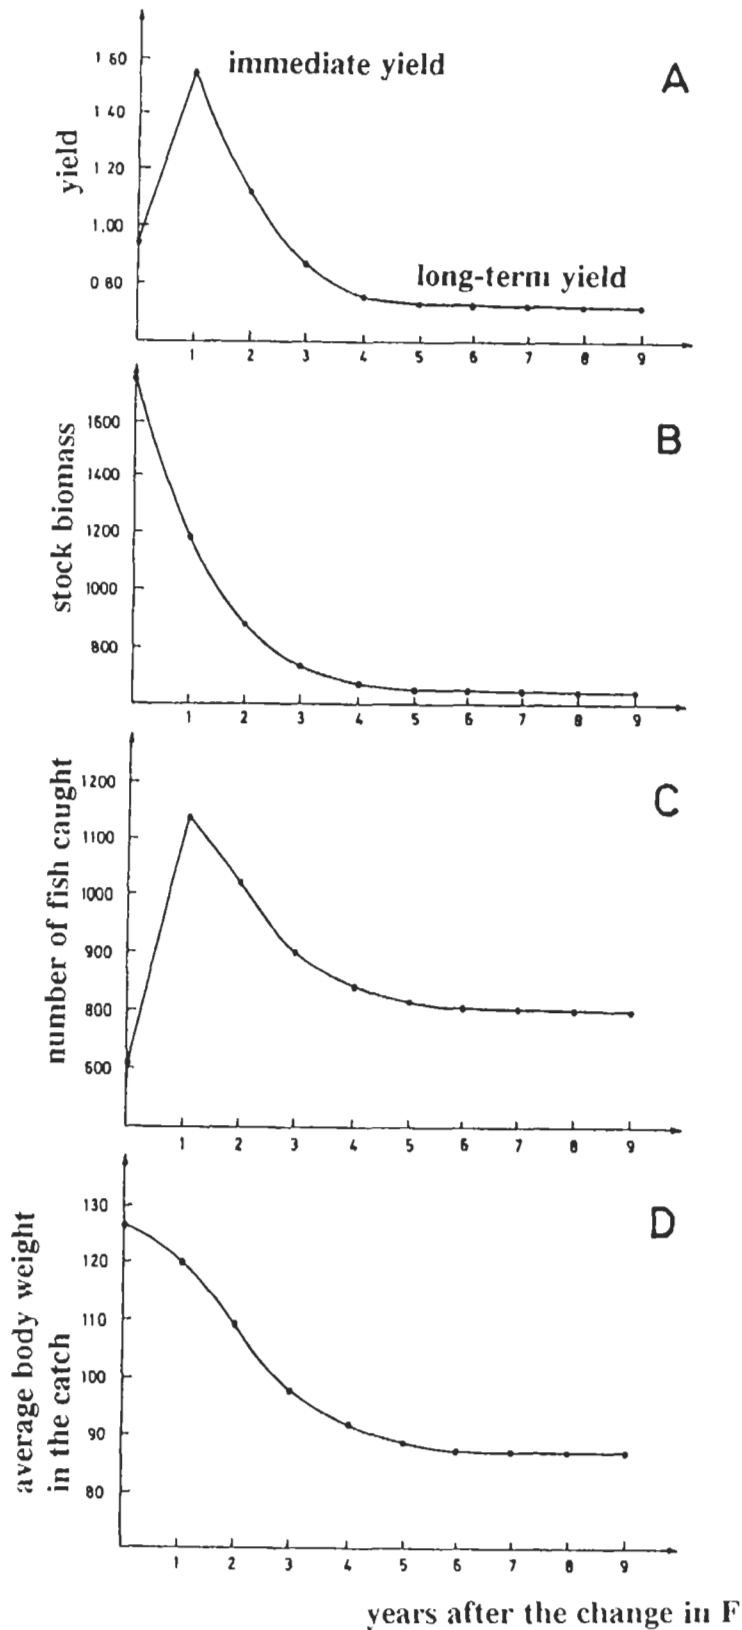 1 60
immediate yield
A
1 40
yield
1 20
1.00
0 80
long-term yield
1 2 3 4 5 6 7 8 9
1600
B
1400
stock biomass
1200
1000
800
1 2 3 4 5 6 7 8 9
1200
C
1100
number of fish caught
1000
900
800
600
1 2 3 4 5 6 7 8 9
130
D
120
average body weight
in the catch
110
100
90
80
1 2 3 4 5 6 7 8 9
years after the change in F